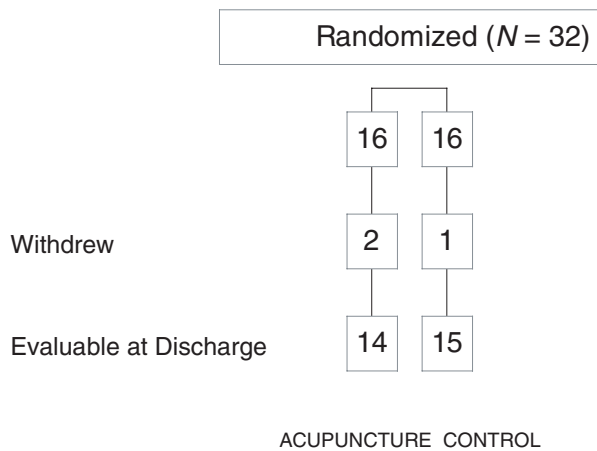 Randomized (N = 32)
16 16
Withdrew 2 1
Evaluable at Discharge 14 15
ACUPUNCTURE CONTROL